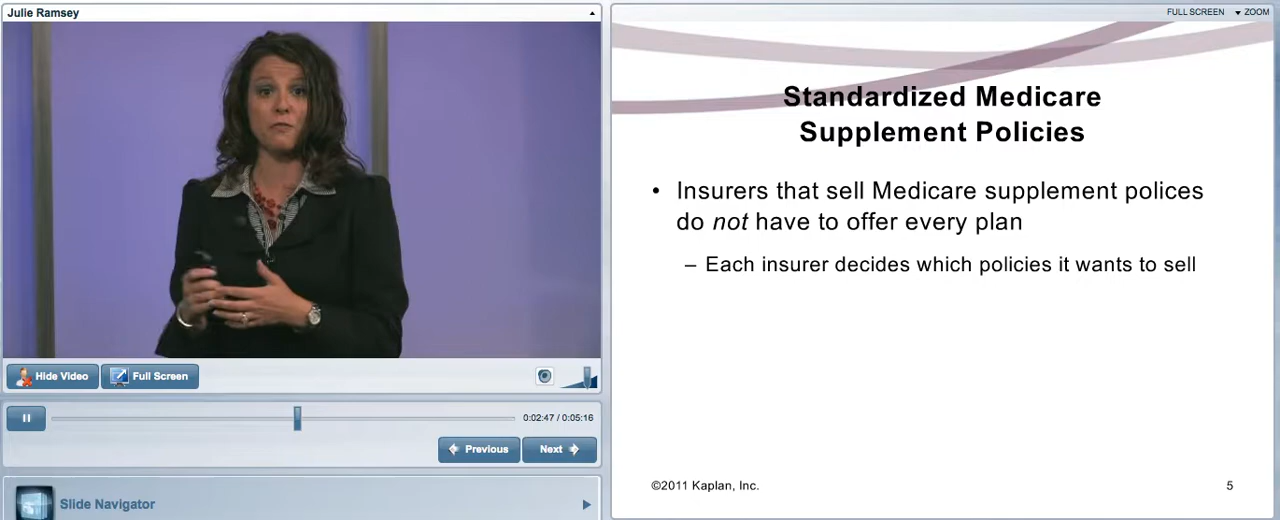 Julie Ramsey
FULL SCREEN
ZOOM
Standardized Medicare
Supplement Policies
• Insurers that sell Medicare supplement polices
do not have to offer every plan
– Each insurer decides which policies it wants to sell
Hide Video
Full Screen
0:02:47 / 0:05:16
Previous
Next
Slide Navigator
©2011 Kaplan, Inc.
5